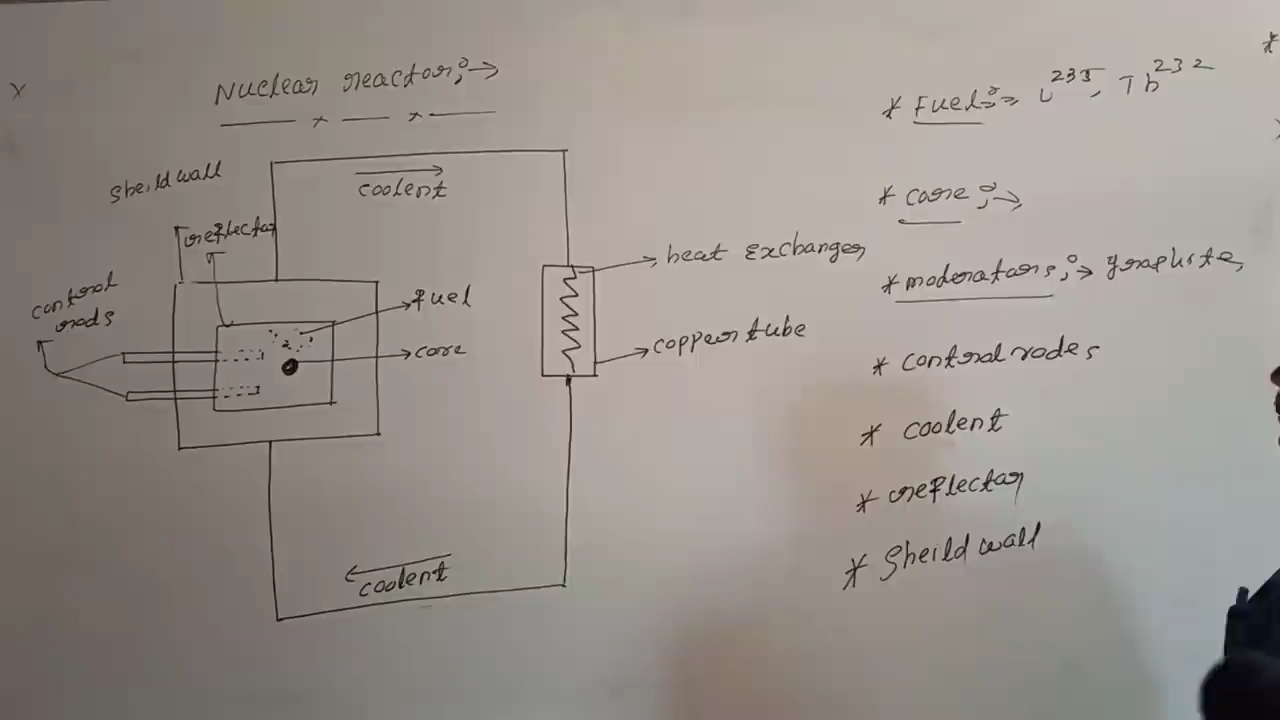 Nuclear reactor :→
Sheild wall
reflector
control
rods
coolent
fuel
core
heat exchanger
copper tube
coolent
* Fuel :→ U235, Th232
* core :→
* moderators :→ graphite,
* control rodes
* coolent
* reflector
* Sheild wall